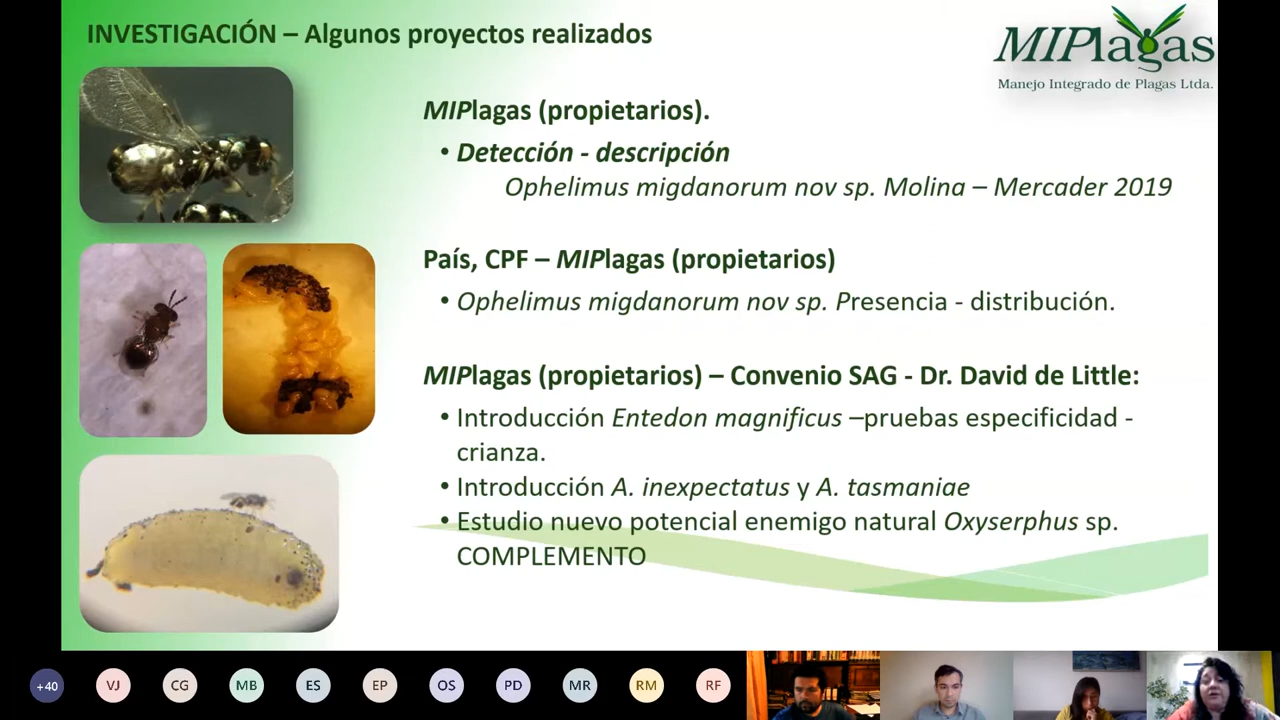 INVESTIGACIÓN – Algunos proyectos realizados
MIPlagas
Manejo Integrado de Plagas Ltda.
MIPlagas (propietarios).
• Detección - descripción
Ophelimus migdanorum nov sp. Molina – Mercader 2019
País, CPF – MIPlagas (propietarios)
• Ophelimus migdanorum nov sp. Presencia - distribución.
MIPlagas (propietarios) – Convenio SAG - Dr. David de Little:
• Introducción Entedon magnificus –pruebas especificidad -
crianza.
• Introducción A. inexpectatus y A. tasmaniae
• Estudio nuevo potencial enemigo natural Oxyserphus sp.
COMPLEMENTO
+40 VJ CG MB ES EP OS PD MR RM RF